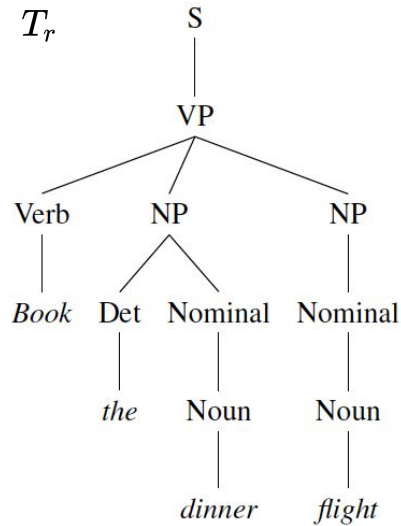 T_r
S
VP
Verb NP NP
Book Det Nominal Nominal
the Noun Noun
dinner flight